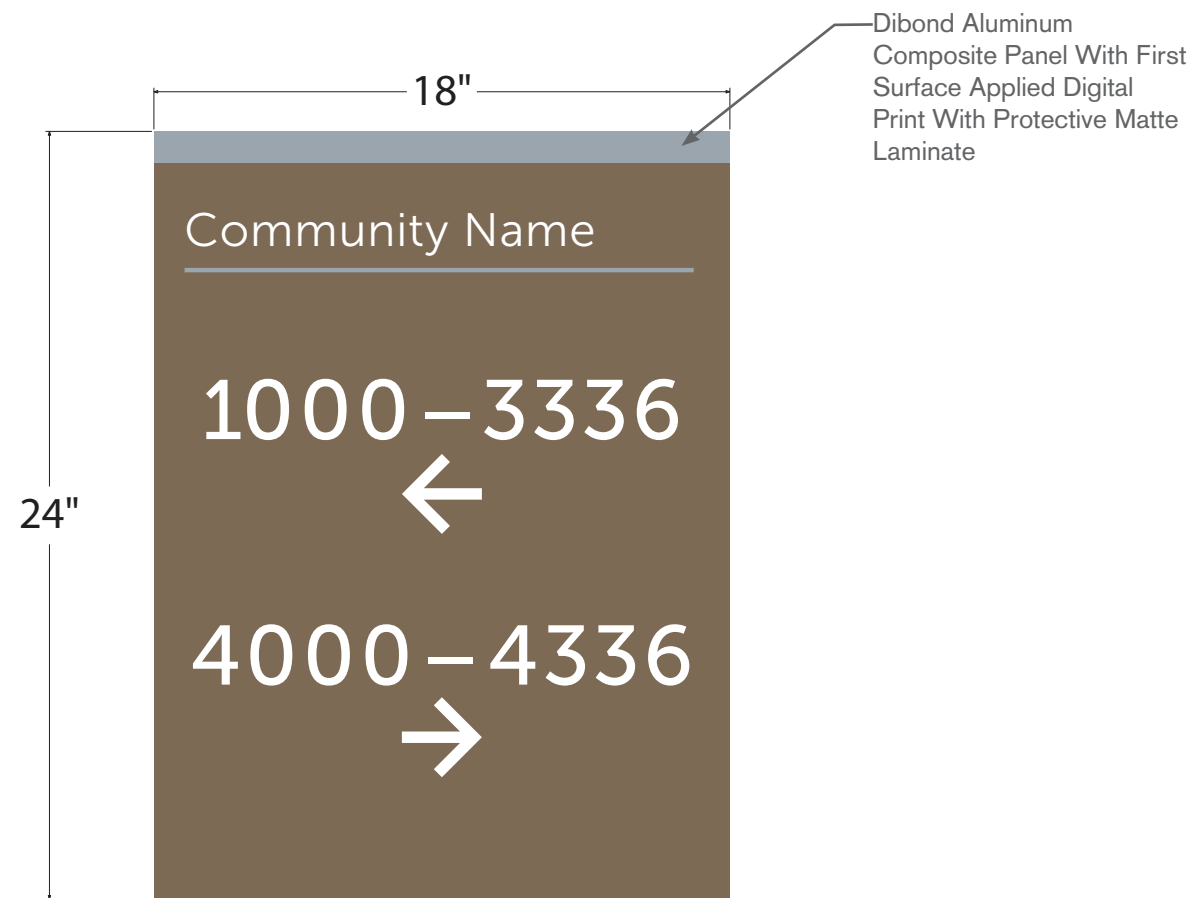 Dibond Aluminum
Composite Panel With First
Surface Applied Digital
Print With Protective Matte
Laminate
18"
Community Name
1000–3336
←
24"
4000–4336
→